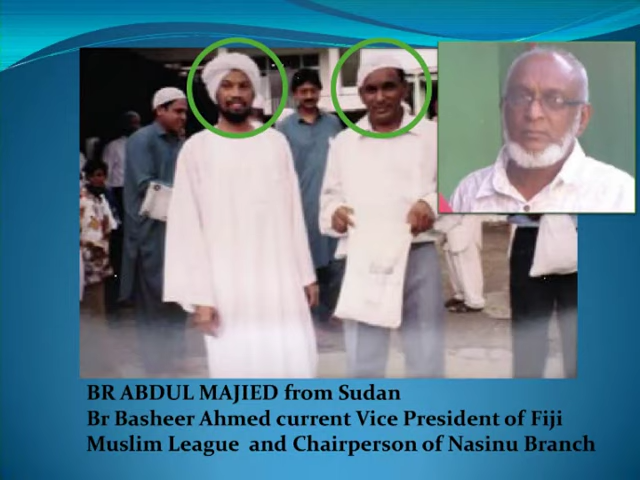 BR ABDUL MAJIED from Sudan
Br Basheer Ahmed current Vice President of Fiji
Muslim League and Chairperson of Nasinu Branch